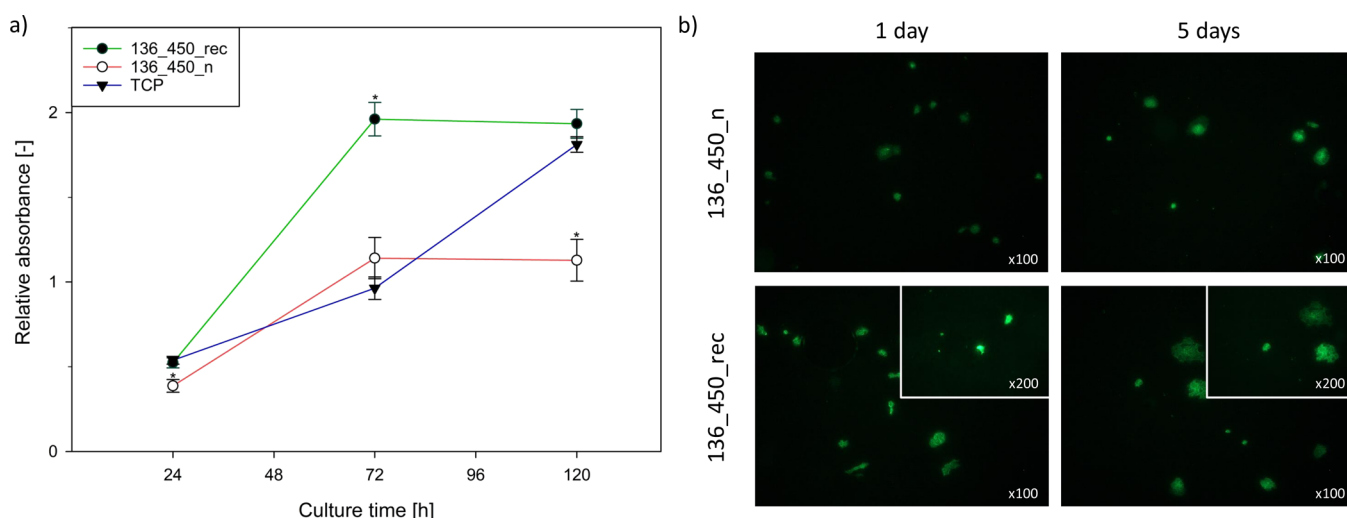 a)
136_450_rec
136_450_n
TCP
Relative absorbance [-]
2
1
0
*
*
*
24
48
72
96
120
Culture time [h]
b)
1 day
5 days
136_450_n
x100
x100
136_450_rec
x200
x100
x200
x100